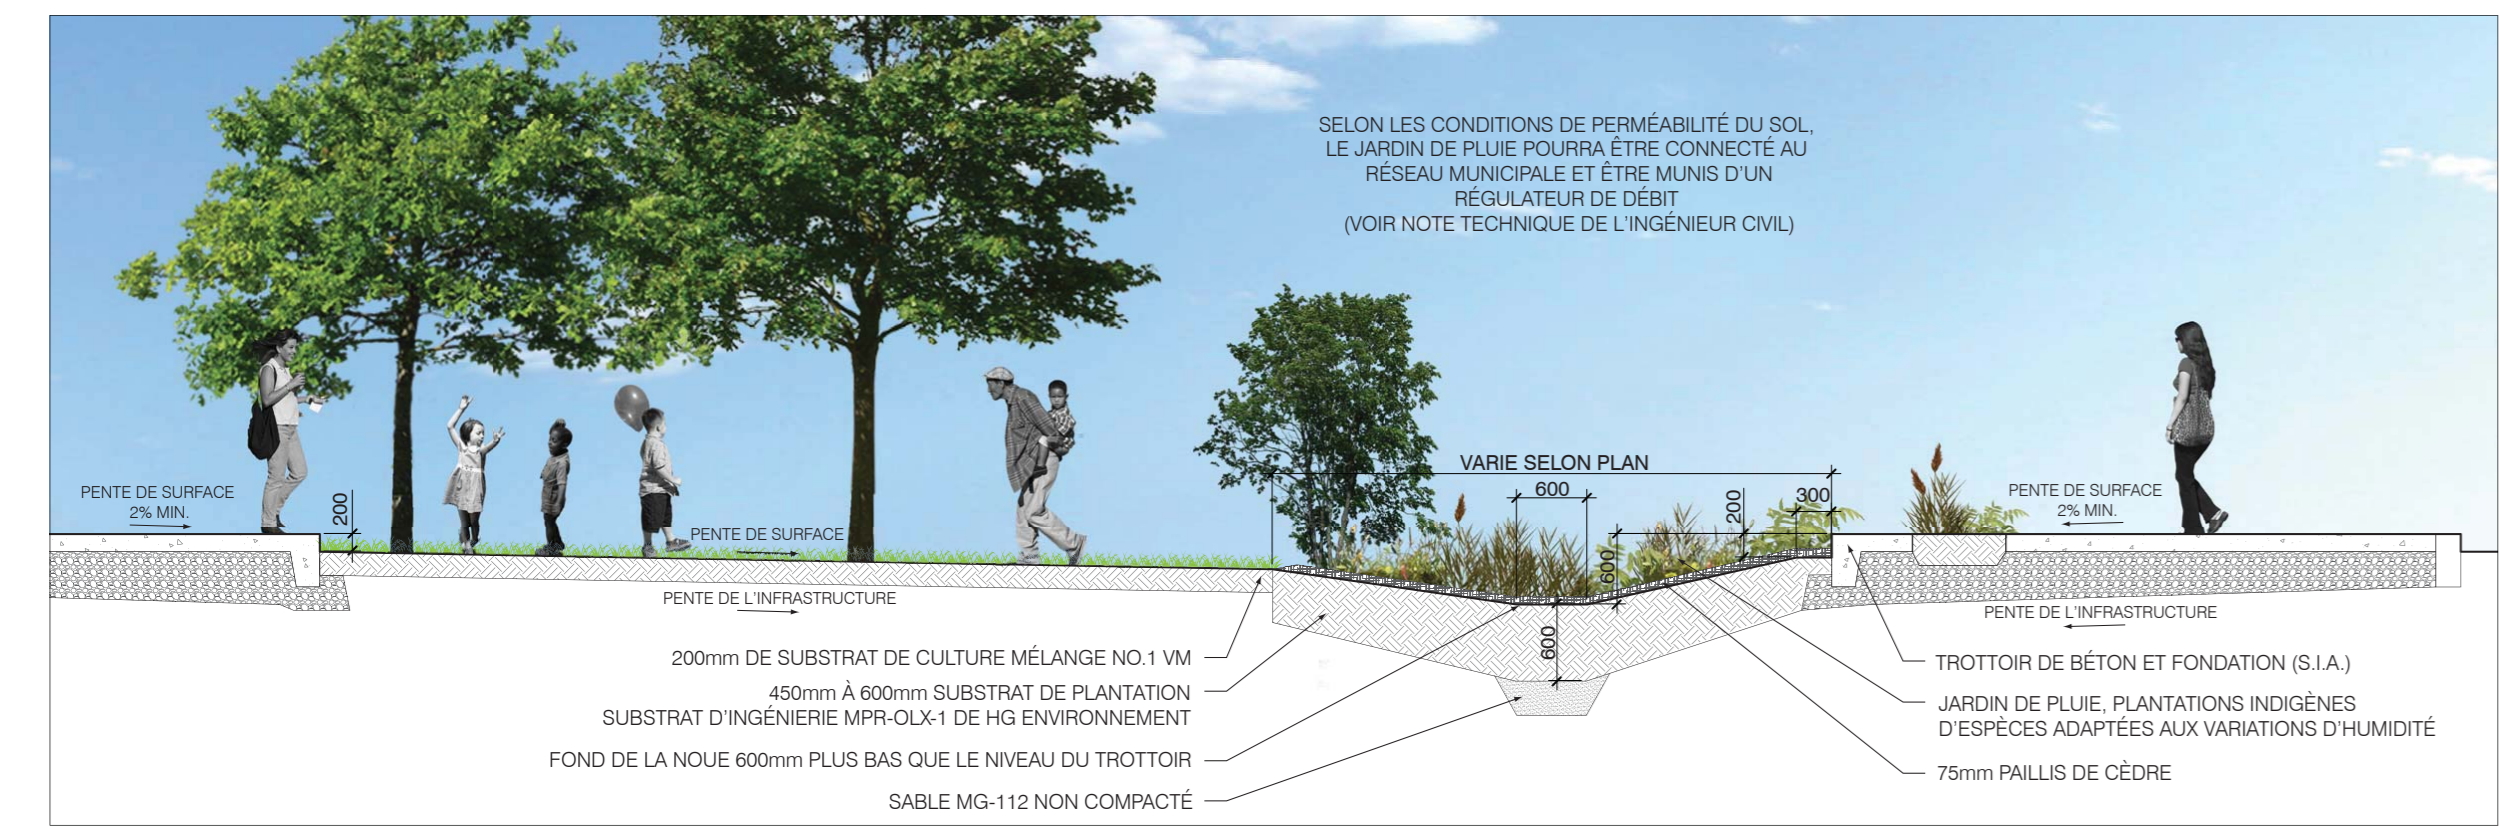 SELON LES CONDITIONS DE PERMÉABILITÉ DU SOL,
LE JARDIN DE PLUIE POURRA ÊTRE CONNECTÉ AU
RÉSEAU MUNICIPALE ET ÊTRE MUNIS D'UN
RÉGULATEUR DE DÉBIT
(VOIR NOTE TECHNIQUE DE L'INGÉNIEUR CIVIL)
PENTE DE SURFACE
2% MIN.
200
PENTE DE SURFACE
PENTE DE L'INFRASTRUCTURE
VARIE SELON PLAN
600
200
300
600
600
PENTE DE SURFACE
2% MIN.
PENTE DE L'INFRASTRUCTURE
200mm DE SUBSTRAT DE CULTURE MÉLANGE NO.1 VM
450mm À 600mm SUBSTRAT DE PLANTATION
SUBSTRAT D'INGÉNIERIE MPR-OLX-1 DE HG ENVIRONNEMENT
FOND DE LA NOUE 600mm PLUS BAS QUE LE NIVEAU DU TROTTOIR
SABLE MG-112 NON COMPACTÉ
TROTTOIR DE BÉTON ET FONDATION (S.I.A.)
JARDIN DE PLUIE, PLANTATIONS INDIGÈNES
D'ESPÈCES ADAPTÉES AUX VARIATIONS D'HUMIDITÉ
75mm PAILLIS DE CÈDRE